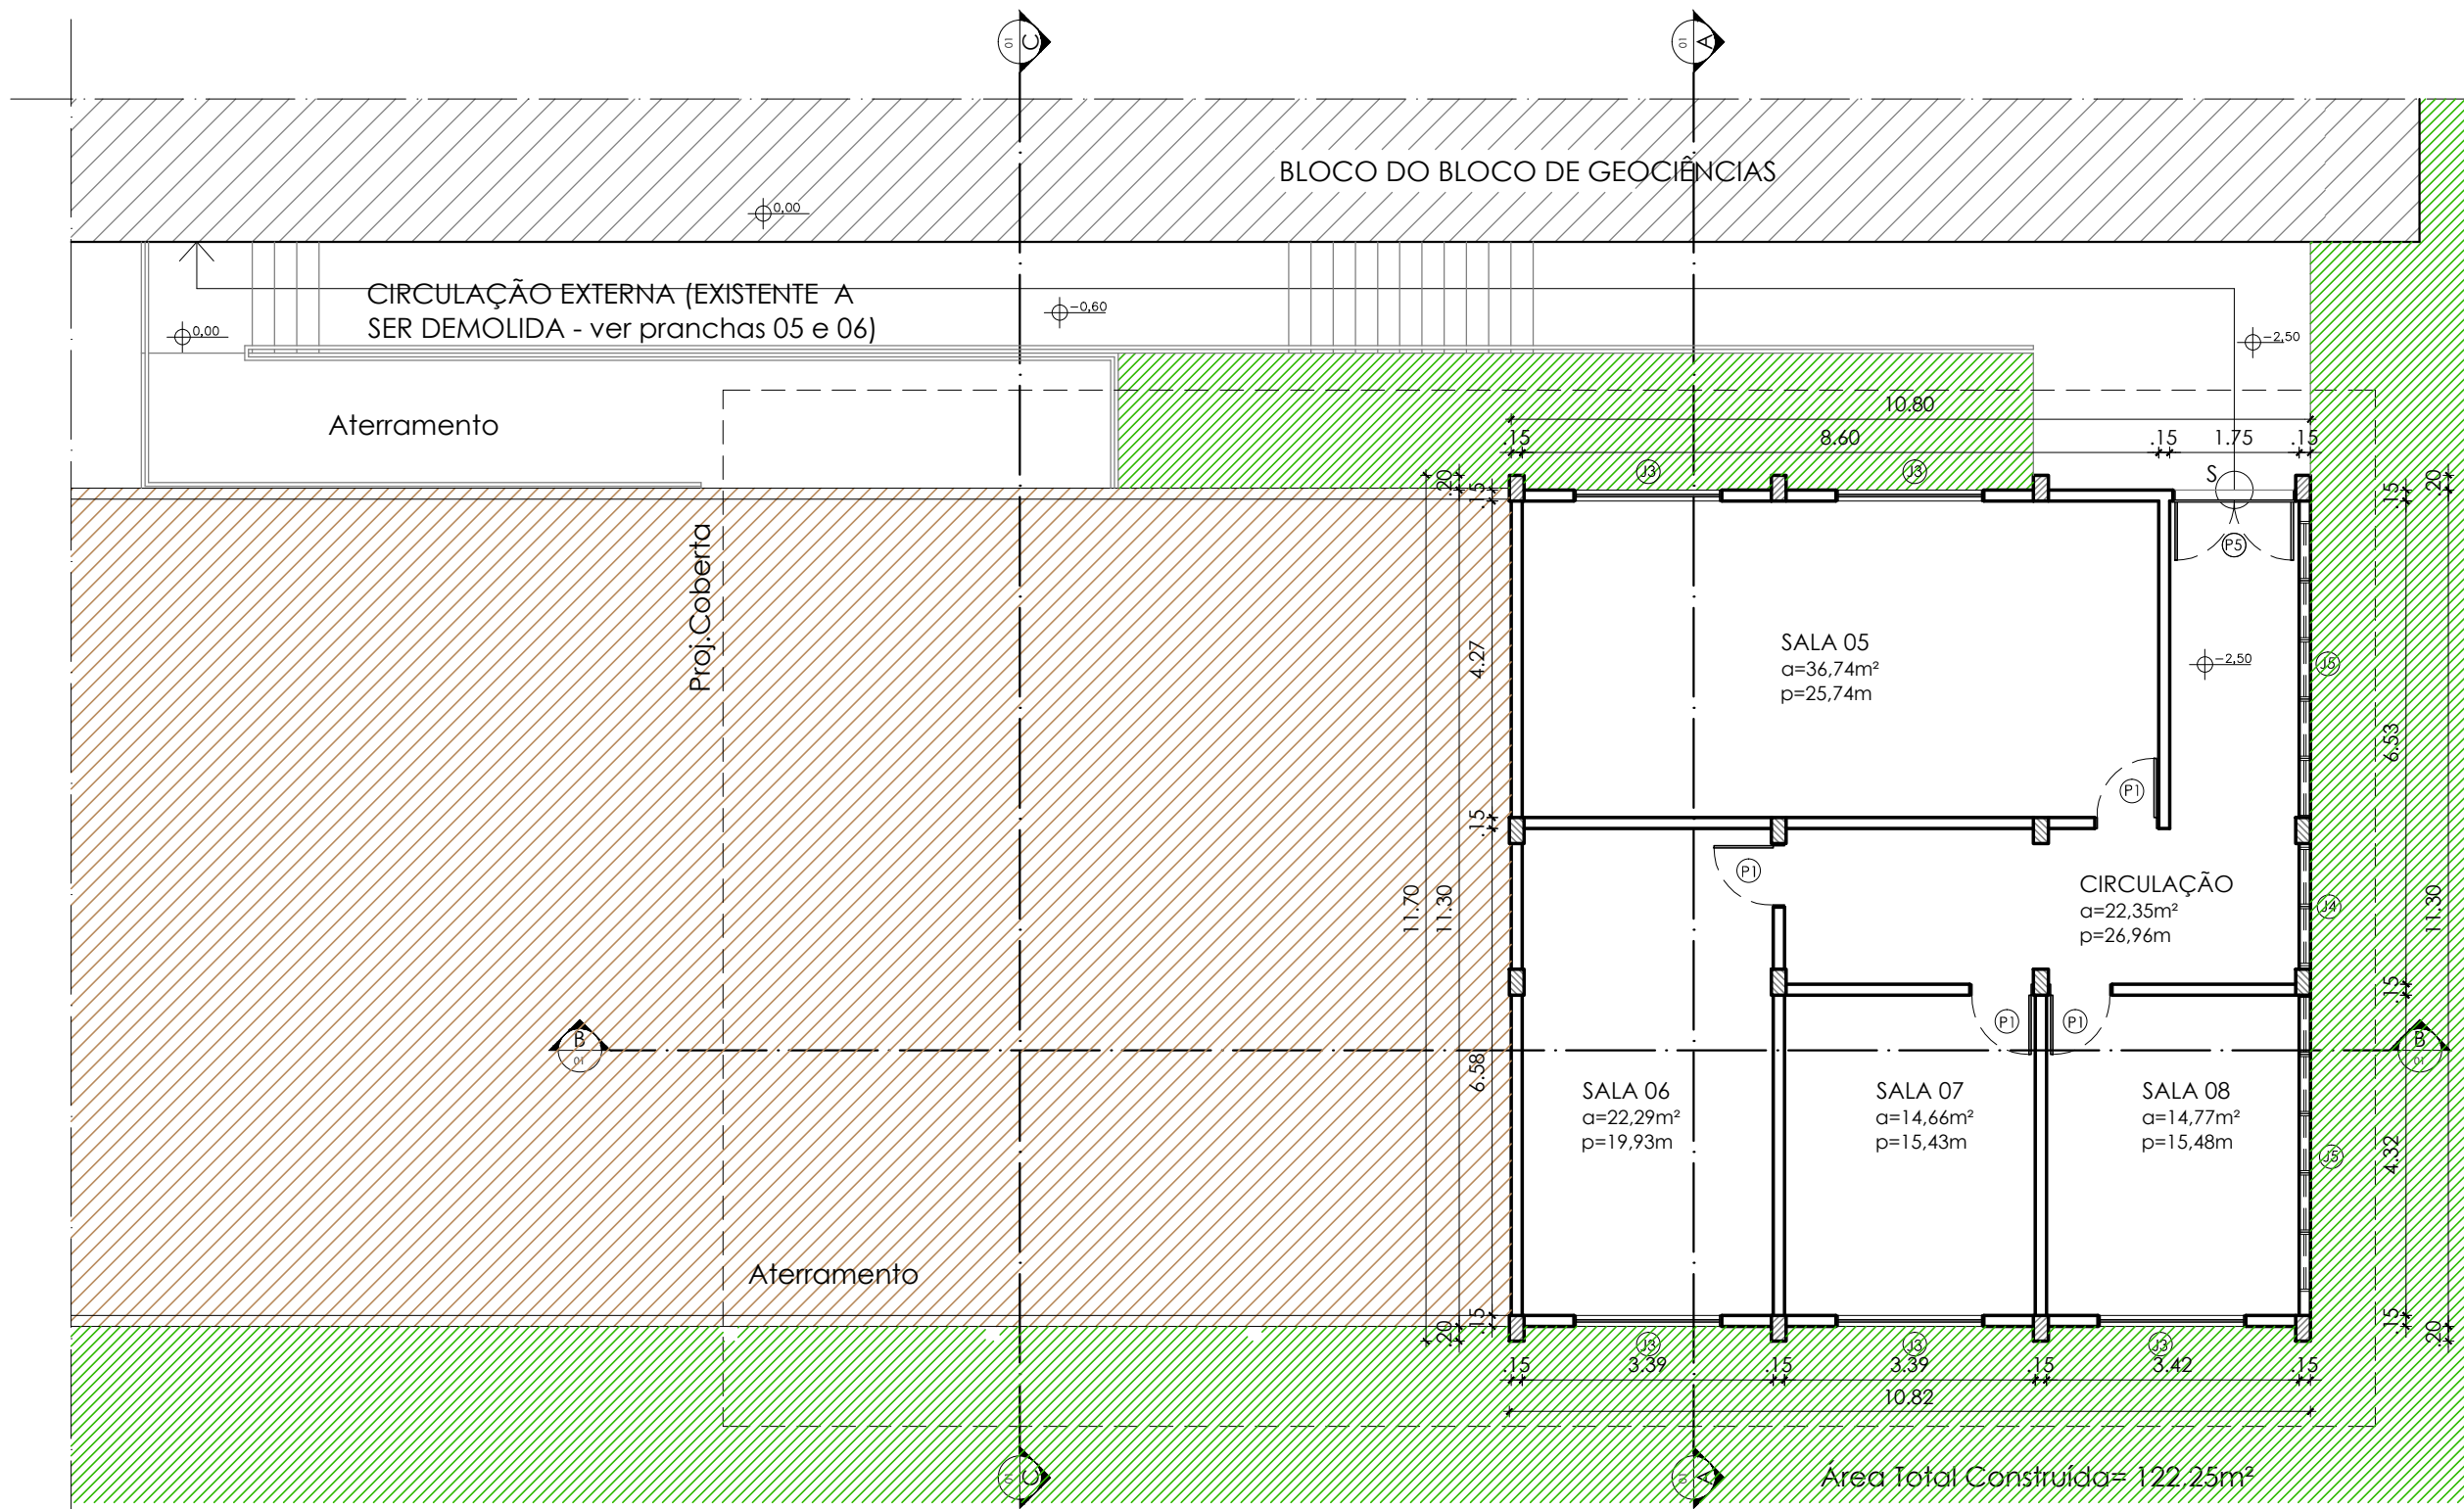 01 C
01 A
BLOCO DO BLOCO DE GEOCIÊNCIAS
0,00
CIRCULAÇÃO EXTERNA (EXISTENTE A
SER DEMOLIDA - ver pranchas 05 e 06)
0,00
-0,60
-2,50
Aterramento
10.80
.15 8.60 .15 1.75 .15
J3 J3
S
.20
.15
.15
.20
P5
Proj.Coberta
SALA 05
a=36,74m²
p=25,74m
-2,50
J5
4.27
6.53
P1
.15
P1
CIRCULAÇÃO
a=22,35m²
p=26,96m
J4
11.70
11.30
11.30
.15
P1 P1
B
01
B
01
6.58
SALA 06
a=22,29m²
p=19,93m
SALA 07
a=14,66m²
p=15,43m
SALA 08
a=14,77m²
p=15,48m
4.32
J5
Aterramento
.15
.20
.15
.20
J3 J3 J3
.15 3.39 .15 3.39 .15 3.42 .15
10.82
01 C
01 A
Área Total Construída= 122,25m²